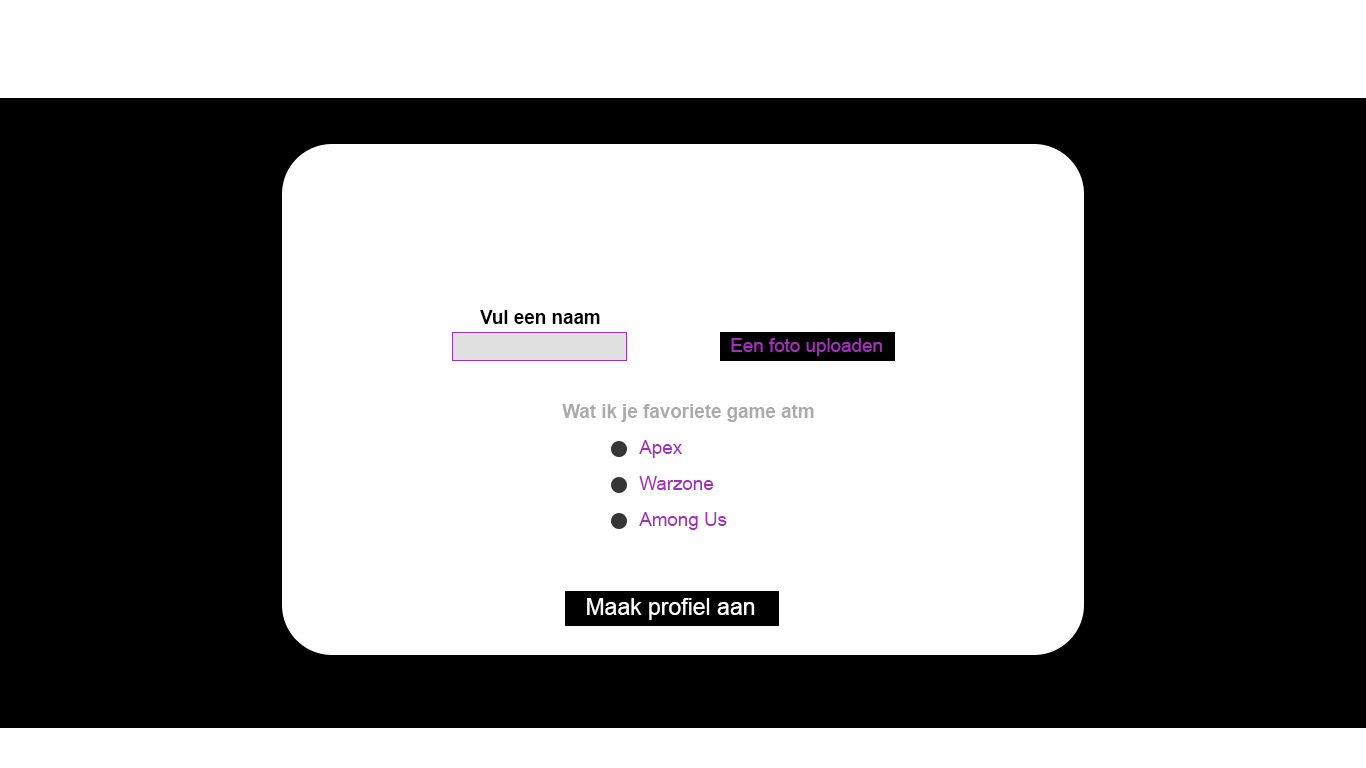 Vul een naam
Een foto uploaden
Wat ik je favoriete game atm
Apex
Warzone
Among Us
Maak profiel aan